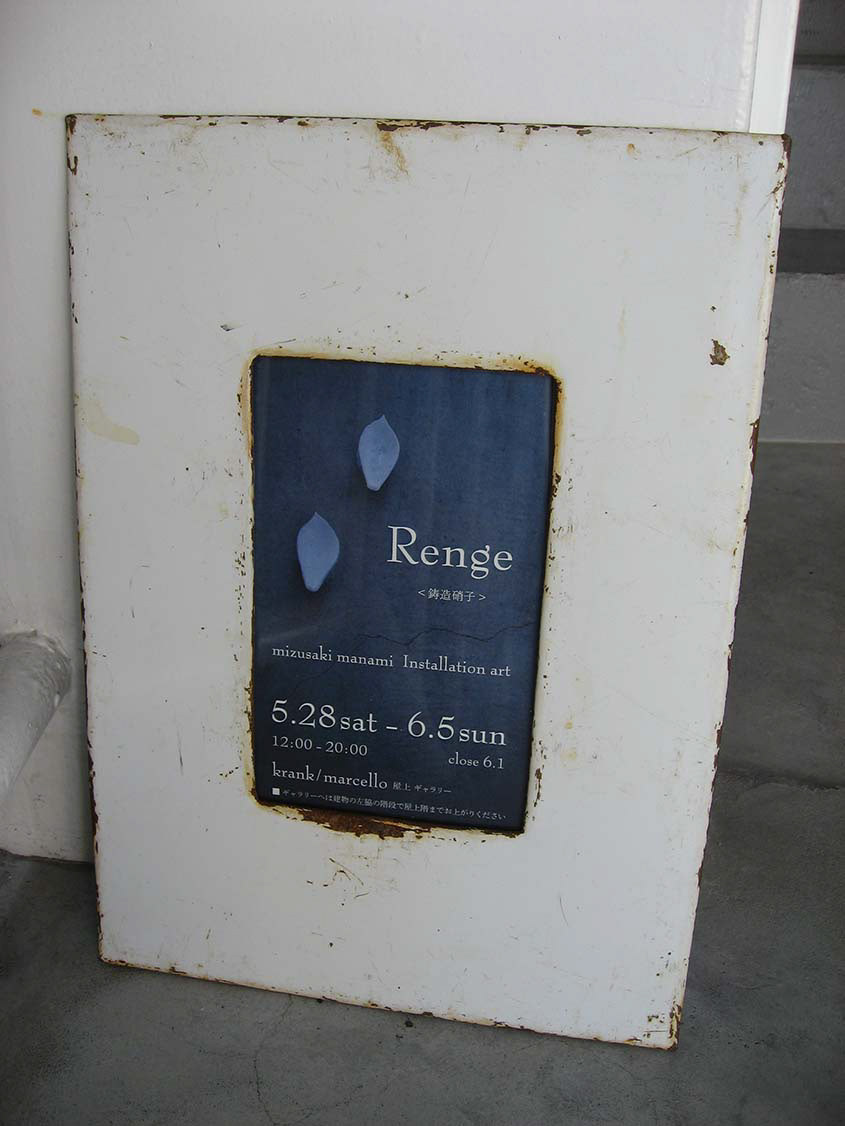 Renge
<鋳造硝子>
mizusaki manami Installation art
5.28sat - 6.5sun
12:00 - 20:00
close 6.1
krank/marcello 屋上 ギャラリー
■ ギャラリーへは建物の左脇の階段で屋上階までお上がりください